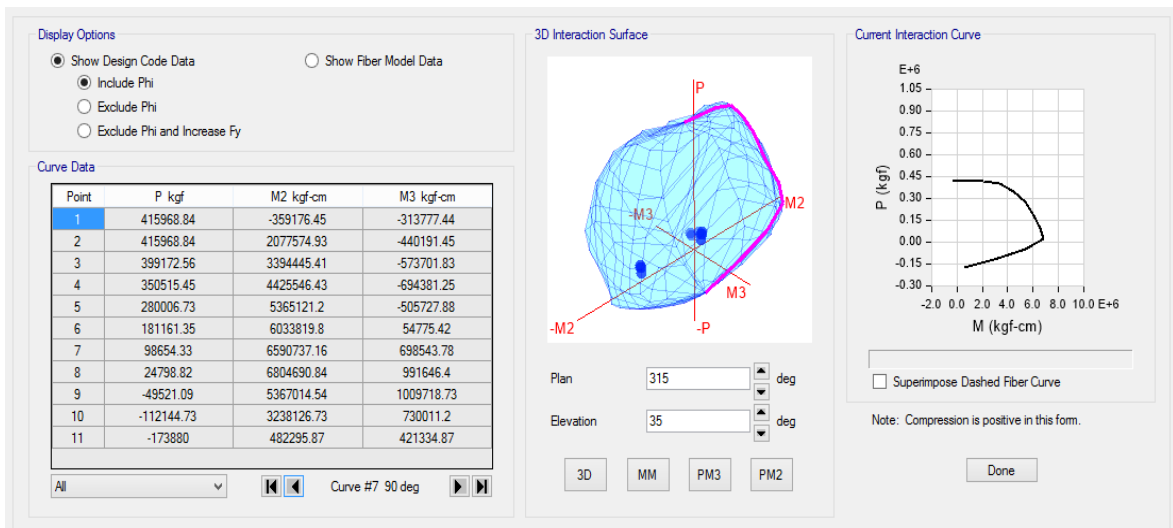 Display Options
Show Design Code Data Show Fiber Model Data
Include Phi
Exclude Phi
Exclude Phi and Increase Fy
Curve Data
Point P kgf M2 kgf-cm M3 kgf-cm
1 415968.84 -359176.45 -313777.44
2 415968.84 2077574.93 -440191.45
3 399172.56 3394445.41 -573701.83
4 350515.45 4425546.43 -694381.25
5 280006.73 5365121.2 -505727.88
6 181161.35 6033819.8 54775.42
7 98654.33 6590737.16 698543.78
8 24798.82 6804690.84 991646.4
9 -49521.09 5367014.54 1009718.73
10 -112144.73 3238126.73 730011.2
11 -173880 482295.87 421334.87
All Curve #7 90 deg
3D Interaction Surface
P
M2
-M3
M3
-M2
-P
Plan 315 deg
Elevation 35 deg
3D MM PM3 PM2
Current Interaction Curve
E+6
1.05
0.90
0.75
0.60
0.45
0.30
0.15
0.00
-0.15
-0.30
P (kgf)
-2.0 0.0 2.0 4.0 6.0 8.0 10.0 E+6
M (kgf-cm)
Superimpose Dashed Fiber Curve
Note: Compression is positive in this form.
Done